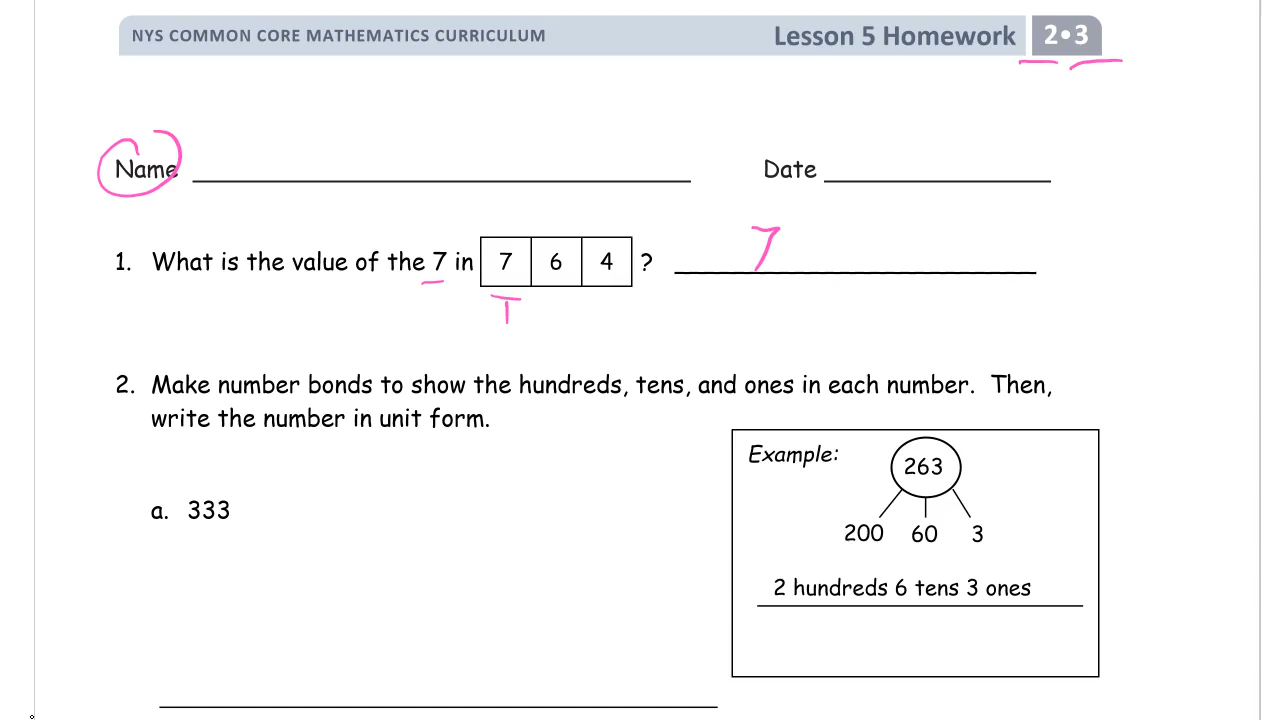 NYS COMMON CORE MATHEMATICS CURRICULUM Lesson 5 Homework 2•3
Name Date
1. What is the value of the 7 in 7 6 4 ? 7
2. Make number bonds to show the hundreds, tens, and ones in each number. Then,
write the number in unit form.
Example: 263
200 60 3
2 hundreds 6 tens 3 ones
a. 333